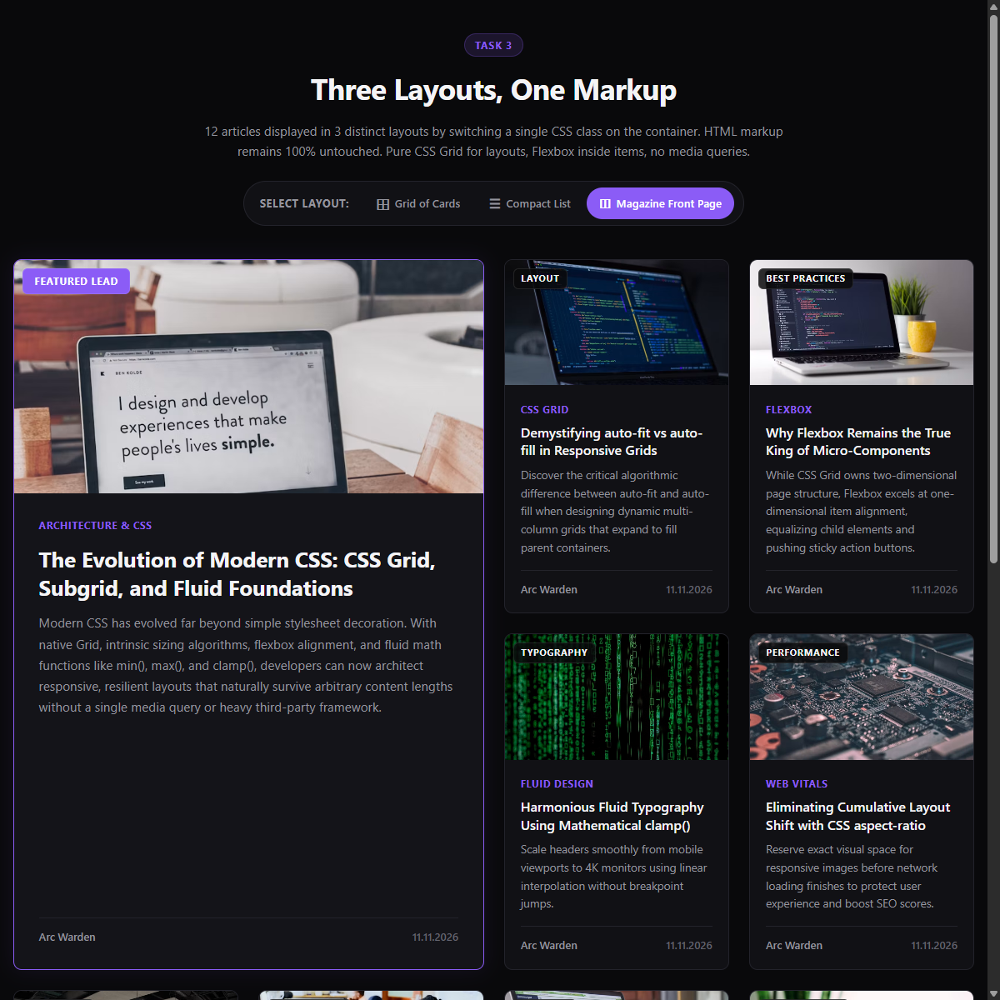 TASK 3
Three Layouts, One Markup
12 articles displayed in 3 distinct layouts by switching a single CSS class on the container. HTML markup
remains 100% untouched. Pure CSS Grid for layouts, Flexbox inside items, no media queries.
SELECT LAYOUT:
Grid of Cards
Compact List
Magazine Front Page
FEATURED LEAD
BEN KOLDE
I design and develop
experiences that make
people's lives simple.
See my work
ARCHITECTURE & CSS
The Evolution of Modern CSS: CSS Grid,
Subgrid, and Fluid Foundations
Modern CSS has evolved far beyond simple stylesheet decoration. With
native Grid, intrinsic sizing algorithms, flexbox alignment, and fluid math
functions like min(), max(), and clamp(), developers can now architect
responsive, resilient layouts that naturally survive arbitrary content lengths
without a single media query or heavy third-party framework.
Arc Warden
11.11.2026
LAYOUT
CSS GRID
Demystifying auto-fit vs auto-
fill in Responsive Grids
Discover the critical algorithmic
difference between auto-fit and auto-
fill when designing dynamic multi-
column grids that expand to fill
parent containers.
Arc Warden
11.11.2026
BEST PRACTICES
FLEXBOX
Why Flexbox Remains the True
King of Micro-Components
While CSS Grid owns two-dimensional
page structure, Flexbox excels at one-
dimensional item alignment,
equalizing child elements and
pushing sticky action buttons.
Arc Warden
11.11.2026
TYPOGRAPHY
FLUID DESIGN
Harmonious Fluid Typography
Using Mathematical clamp()
Scale headers smoothly from mobile
viewports to 4K monitors using linear
interpolation without breakpoint
jumps.
Arc Warden
11.11.2026
PERFORMANCE
WEB VITALS
Eliminating Cumulative Layout
Shift with CSS aspect-ratio
Reserve exact visual space for
responsive images before network
loading finishes to protect user
experience and boost SEO scores.
Arc Warden
11.11.2026